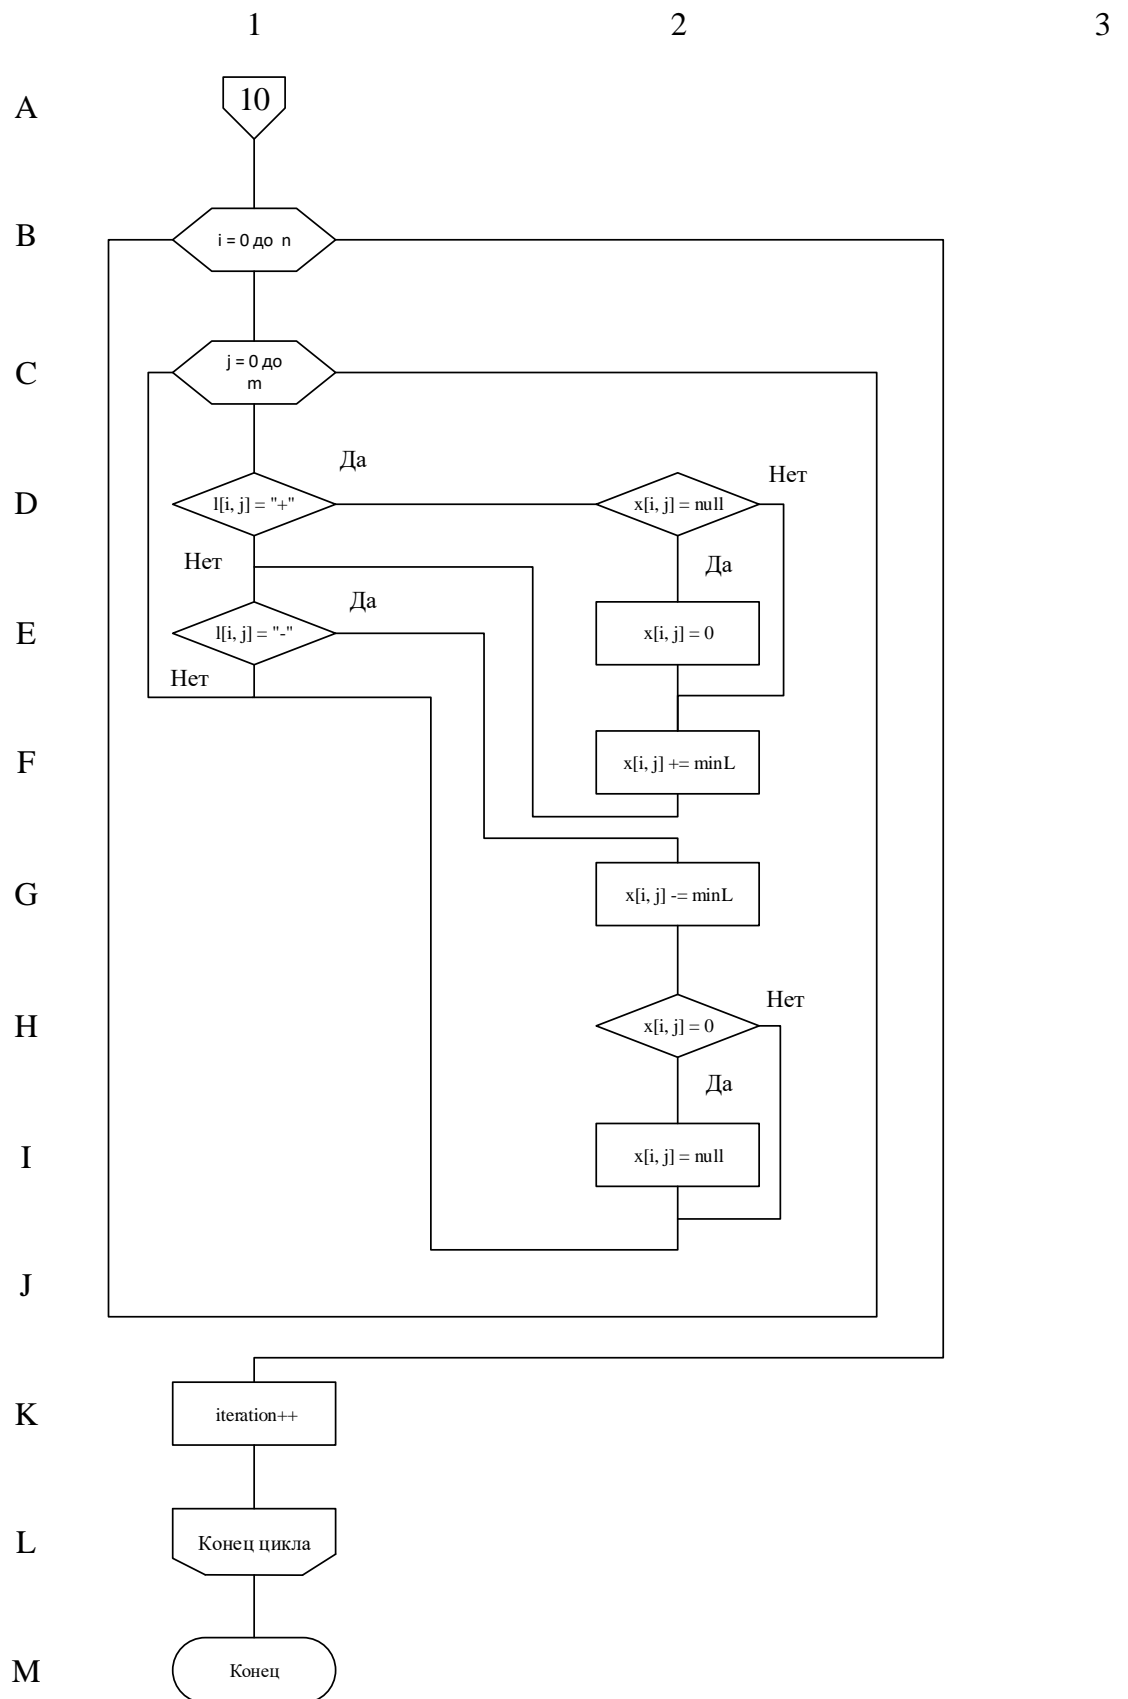 1 2 3
A
10
B
i = 0 до n
C
j = 0 до
m
Да
Нет
D
l[i, j] = "+"
x[i, j] = null
Нет
Да
Да
E
l[i, j] = "-"
x[i, j] = 0
Нет
F
x[i, j] += minL
G
x[i, j] -= minL
Нет
H
x[i, j] = 0
Да
I
x[i, j] = null
J
K
iteration++
L
Конец цикла
M
Конец